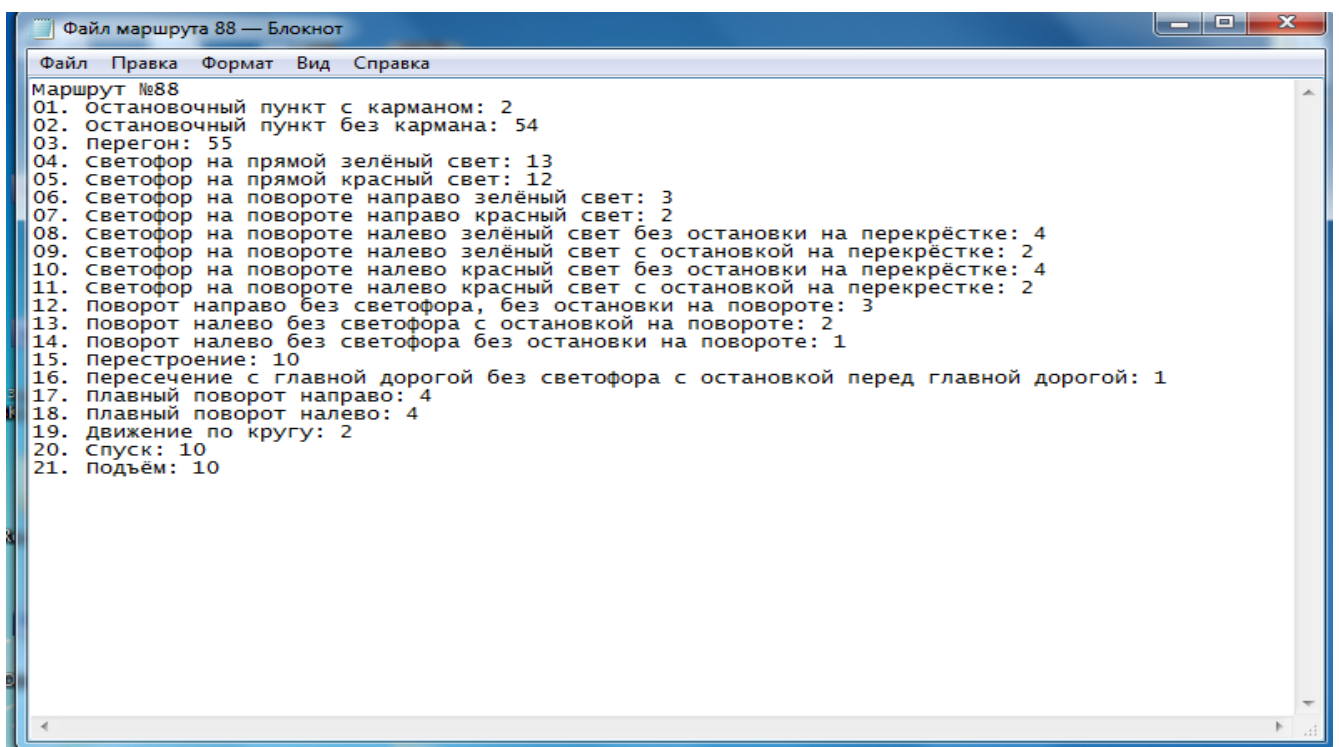 Файл маршрута 88 — Блокнот
Файл Правка Формат Вид Справка
Маршрут №88
01. Остановочный пункт с карманом: 2
02. Остановочный пункт без кармана: 54
03. Перегон: 55
04. Светофор на прямой зелёный свет: 13
05. Светофор на прямой красный свет: 12
06. Светофор на повороте направо зелёный свет: 3
07. Светофор на повороте направо красный свет: 2
08. Светофор на повороте налево зелёный свет без остановки на перекрёстке: 4
09. Светофор на повороте налево зелёный свет с остановкой на перекрёстке: 2
10. Светофор на повороте налево красный свет без остановки на перекрёстке: 4
11. Светофор на повороте налево красный свет с остановкой на перекрестке: 2
12. Поворот направо без светофора, без остановки на повороте: 3
13. Поворот налево без светофора с остановкой на повороте: 2
14. Поворот налево без светофора без остановки на повороте: 1
15. Перестроение: 10
16. Пересечение с главной дорогой без светофора с остановкой перед главной дорогой: 1
17. Плавный поворот направо: 4
18. Плавный поворот налево: 4
19. Движение по кругу: 2
20. Спуск: 10
21. Подъём: 10